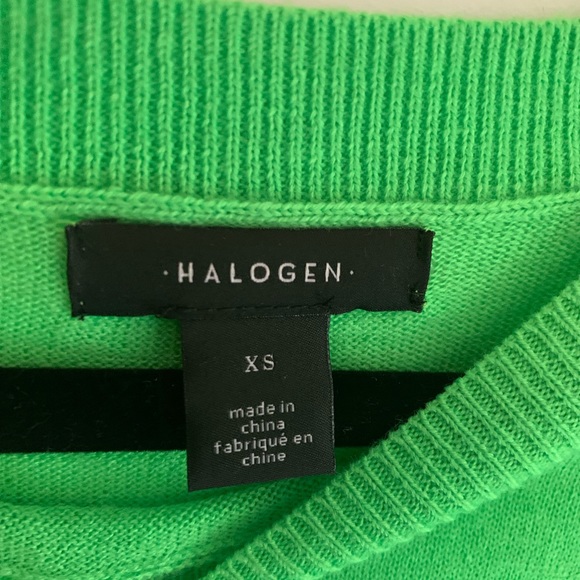 ·HALOGEN·
XS
made in
china
fabriqué en
chine